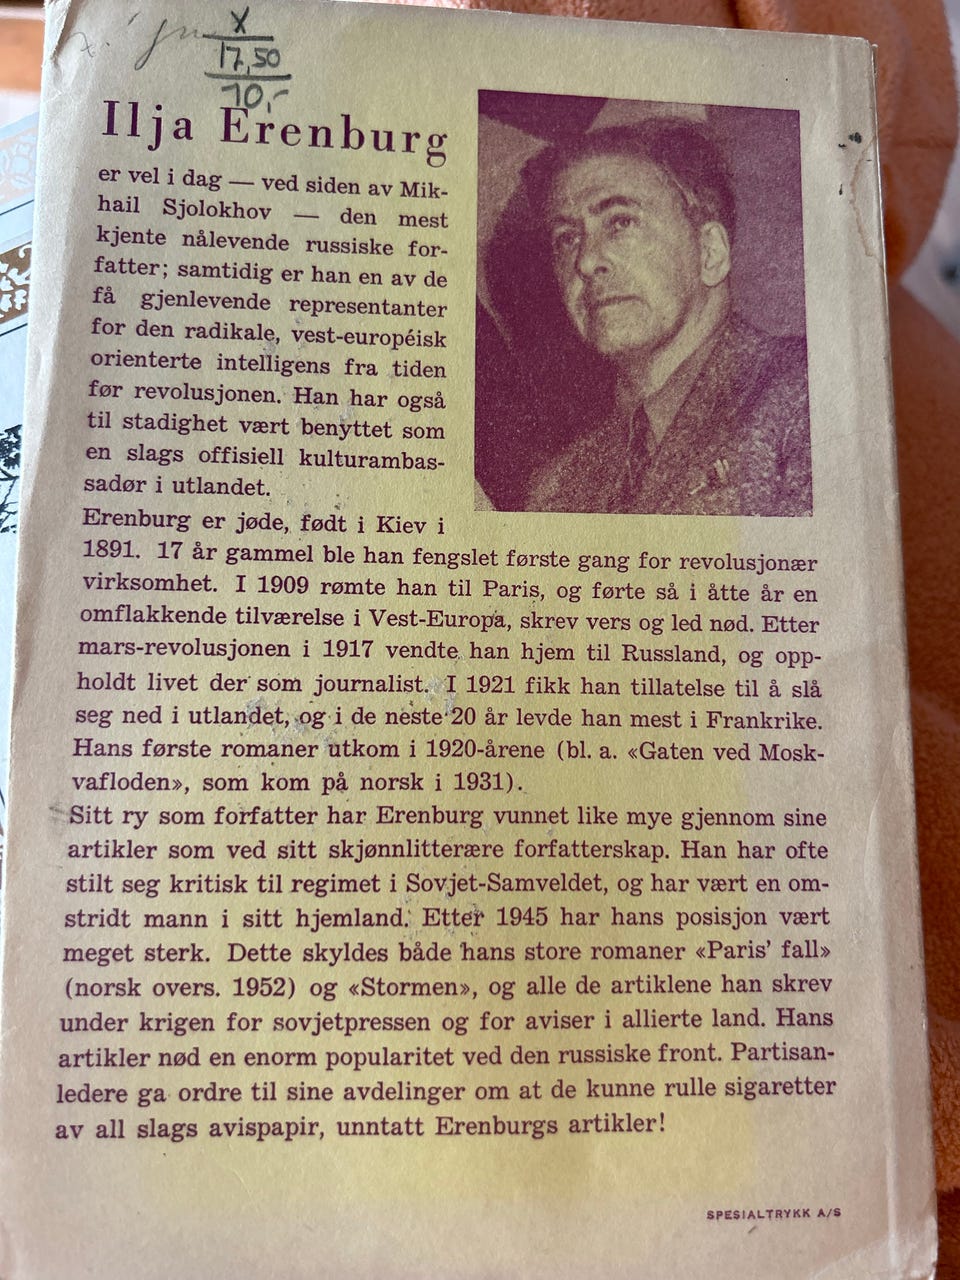 X
17,50
10,-
Ilja Erenburg
er vel i dag — ved siden av Mik-
hail Sjolokhov — den mest
kjente nålevende russiske for-
fatter; samtidig er han en av de
få gjenlevende representanter
for den radikale, vest-européisk
orienterte intelligens fra tiden
før revolusjonen. Han har også
til stadighet vært benyttet som
en slags offisiell kulturambas-
sadør i utlandet.
Erenburg er jøde, født i Kiev i
1891. 17 år gammel ble han fengslet første gang for revolusjonær
virksomhet. I 1909 rømte han til Paris, og førte så i åtte år en
omflakkende tilværelse i Vest-Europa, skrev vers og led nød. Etter
mars-revolusjonen i 1917 vendte han hjem til Russland, og opp-
holdt livet der som journalist. I 1921 fikk han tillatelse til å slå
seg ned i utlandet, og i de neste 20 år levde han mest i Frankrike.
Hans første romaner utkom i 1920-årene (bl. a. «Gaten ved Mosk-
vafloden», som kom på norsk i 1931).
Sitt ry som forfatter har Erenburg vunnet like mye gjennom sine
artikler som ved sitt skjønnlitterære forfatterskap. Han har ofte
stilt seg kritisk til regimet i Sovjet-Samveldet, og har vært en om-
stridt mann i sitt hjemland. Etter 1945 har hans posisjon vært
meget sterk. Dette skyldes både hans store romaner «Paris’ fall»
(norsk overs. 1952) og «Stormen», og alle de artiklene han skrev
under krigen for sovjetpressen og for aviser i allierte land. Hans
artikler nød en enorm popularitet ved den russiske front. Partisan-
ledere ga ordre til sine avdelinger om at de kunne rulle sigaretter
av all slags avispapir, unntatt Erenburgs artikler!
SPESIALTRYKK A/S